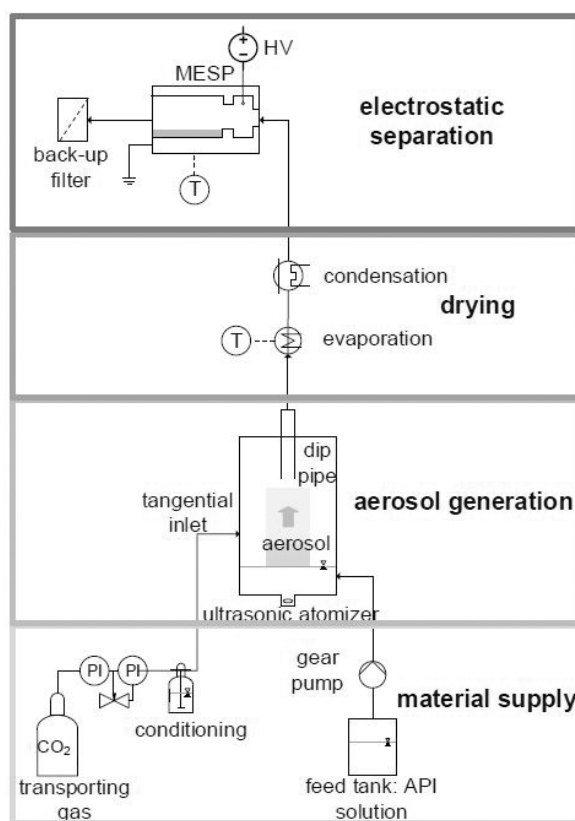 HV
MESP
electrostatic
separation
back-up
filter
T
condensation
drying
T
evaporation
dip
pipe
tangential
inlet
aerosol generation
aerosol
ultrasonic atomizer
gear
pump
PI
PI
material supply
conditioning
CO2
transporting
gas
feed tank: API
solution